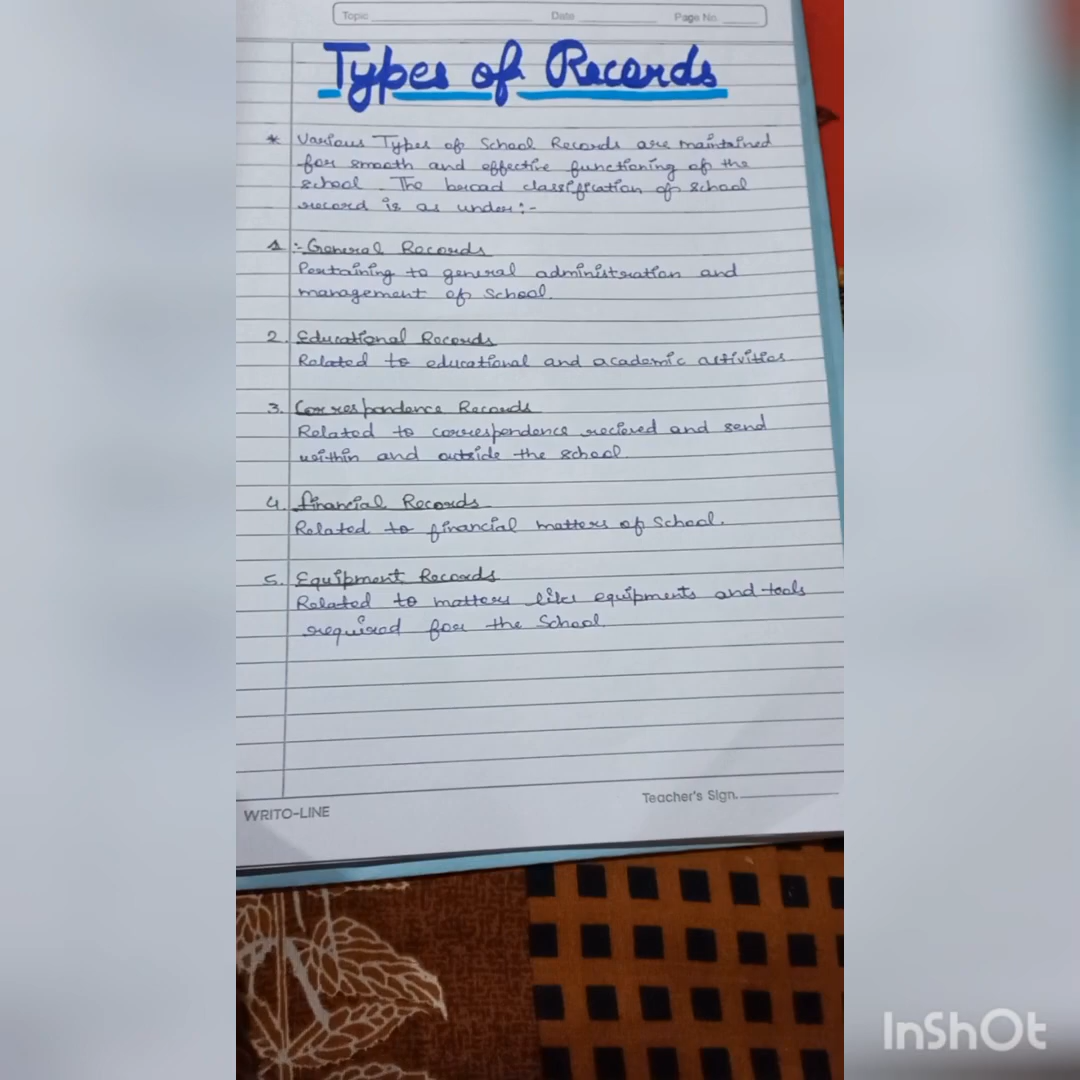 Topic Date Page No.
Types of Records
* Various Types of School Records are maintained
for smooth and effective functioning of the
school. The broad classification of school
record is as under:-
1:- General Records
Pertaining to general administration and
management of School.
2. Educational Records
Related to educational and academic activities
3. Correspondence Records
Related to correspondence recieved and send
within and outside the school
4. financial Records
Related to financial matters of School.
5. Equipment Records
Related to matters like equipments and tools
required for the School.
Teacher's Sign.
WRITO-LINE
InShOt